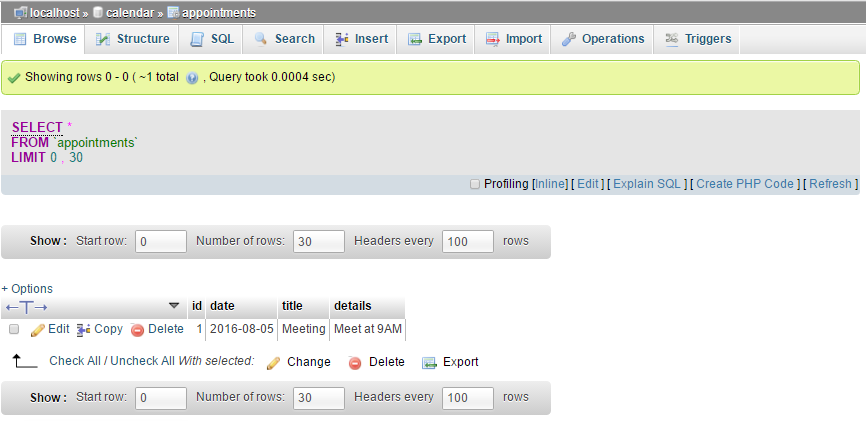 localhost » calendar » appointments
Browse Structure SQL Search Insert Export Import Operations Triggers
Showing rows 0 - 0 ( ~1 total , Query took 0.0004 sec)
SELECT *
FROM `appointments`
LIMIT 0 , 30
Profiling [Inline] [ Edit ] [ Explain SQL ] [ Create PHP Code ] [ Refresh ]
Show : Start row: 0 Number of rows: 30 Headers every 100 rows
+ Options
←T→ id date title details
Edit Copy Delete 1 2016-08-05 Meeting Meet at 9AM
Check All / Uncheck All With selected: Change Delete Export
Show : Start row: 0 Number of rows: 30 Headers every 100 rows